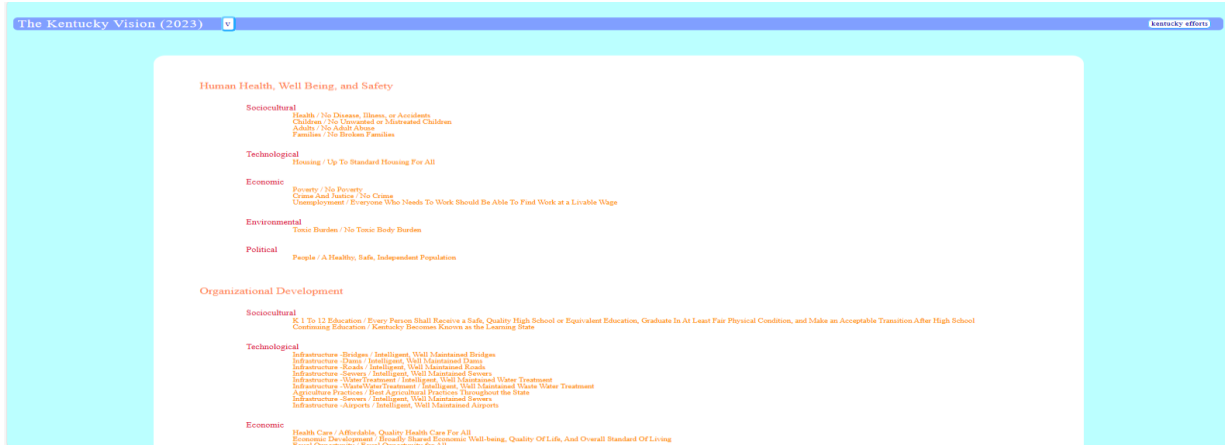 The Kentucky Vision (2023)
v
kentucky efforts
Human Health, Well Being, and Safety
Sociocultural
Health / No Disease, Illness, or Accidents
Children / No Unwanted or Mistreated Children
Adults / No Adult Abuse
Families / No Broken Families
Technological
Housing / Up To Standard Housing For All
Economic
Poverty / No Poverty
Crime And Justice / No Crime
Unemployment / Everyone Who Needs To Work Should Be Able To Find Work at a Livable Wage
Environmental
Toxic Burden / No Toxic Body Burden
Political
People / A Healthy, Safe, Independent Population
Organizational Development
Sociocultural
K 1 To 12 Education / Every Person Shall Receive a Safe, Quality High School or Equivalent Education, Graduate In At Least Fair Physical Condition, and Make an Acceptable Transition After High School
Continuing Education / Kentucky Becomes Known as the Learning State
Technological
Infrastructure -Bridges / Intelligent, Well Maintained Bridges
Infrastructure -Dams / Intelligent, Well Maintained Dams
Infrastructure -Roads / Intelligent, Well Maintained Roads
Infrastructure -Sewers / Intelligent, Well Maintained Sewers
Infrastructure -WaterTreatment / Intelligent, Well Maintained Water Treatment
Infrastructure -WasteWaterTreatment / Intelligent, Well Maintained Waste Water Treatment
Agriculture Practices / Best Agricultural Practices Throughout the State
Infrastructure -Sewers / Intelligent, Well Maintained Sewers
Infrastructure -Airports / Intelligent, Well Maintained Airports
Economic
Health Care / Affordable, Quality Health Care For All
Economic Development / Broadly Shared Economic Well-being, Quality Of Life, And Overall Standard Of Living
Equal Opportunity / Equal Opportunity for All